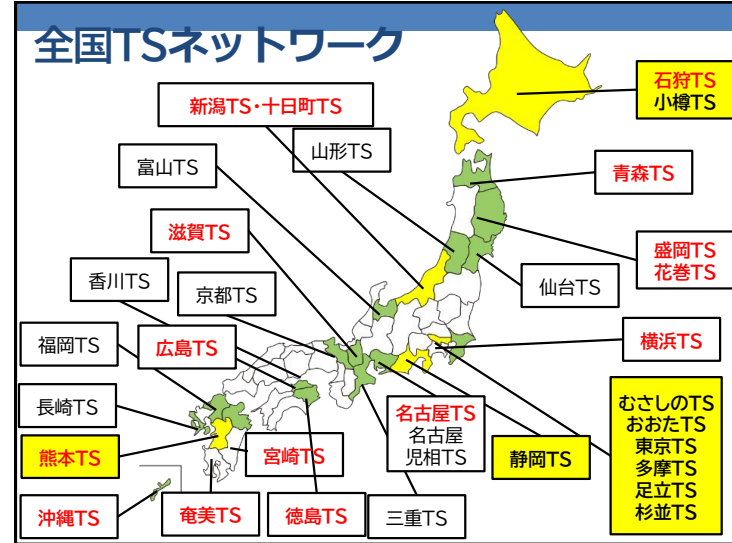 全国TSネットワーク
石狩TS
小樽TS
新潟TS・十日町TS
山形TS
富山TS
青森TS
滋賀TS
盛岡TS
花巻TS
香川TS
京都TS
仙台TS
福岡TS
広島TS
横浜TS
長崎TS
名古屋TS
名古屋
児相TS
むさしのTS
おおたTS
東京TS
多摩TS
足立TS
杉並TS
熊本TS
宮崎TS
静岡TS
沖縄TS
奄美TS
徳島TS
三重TS